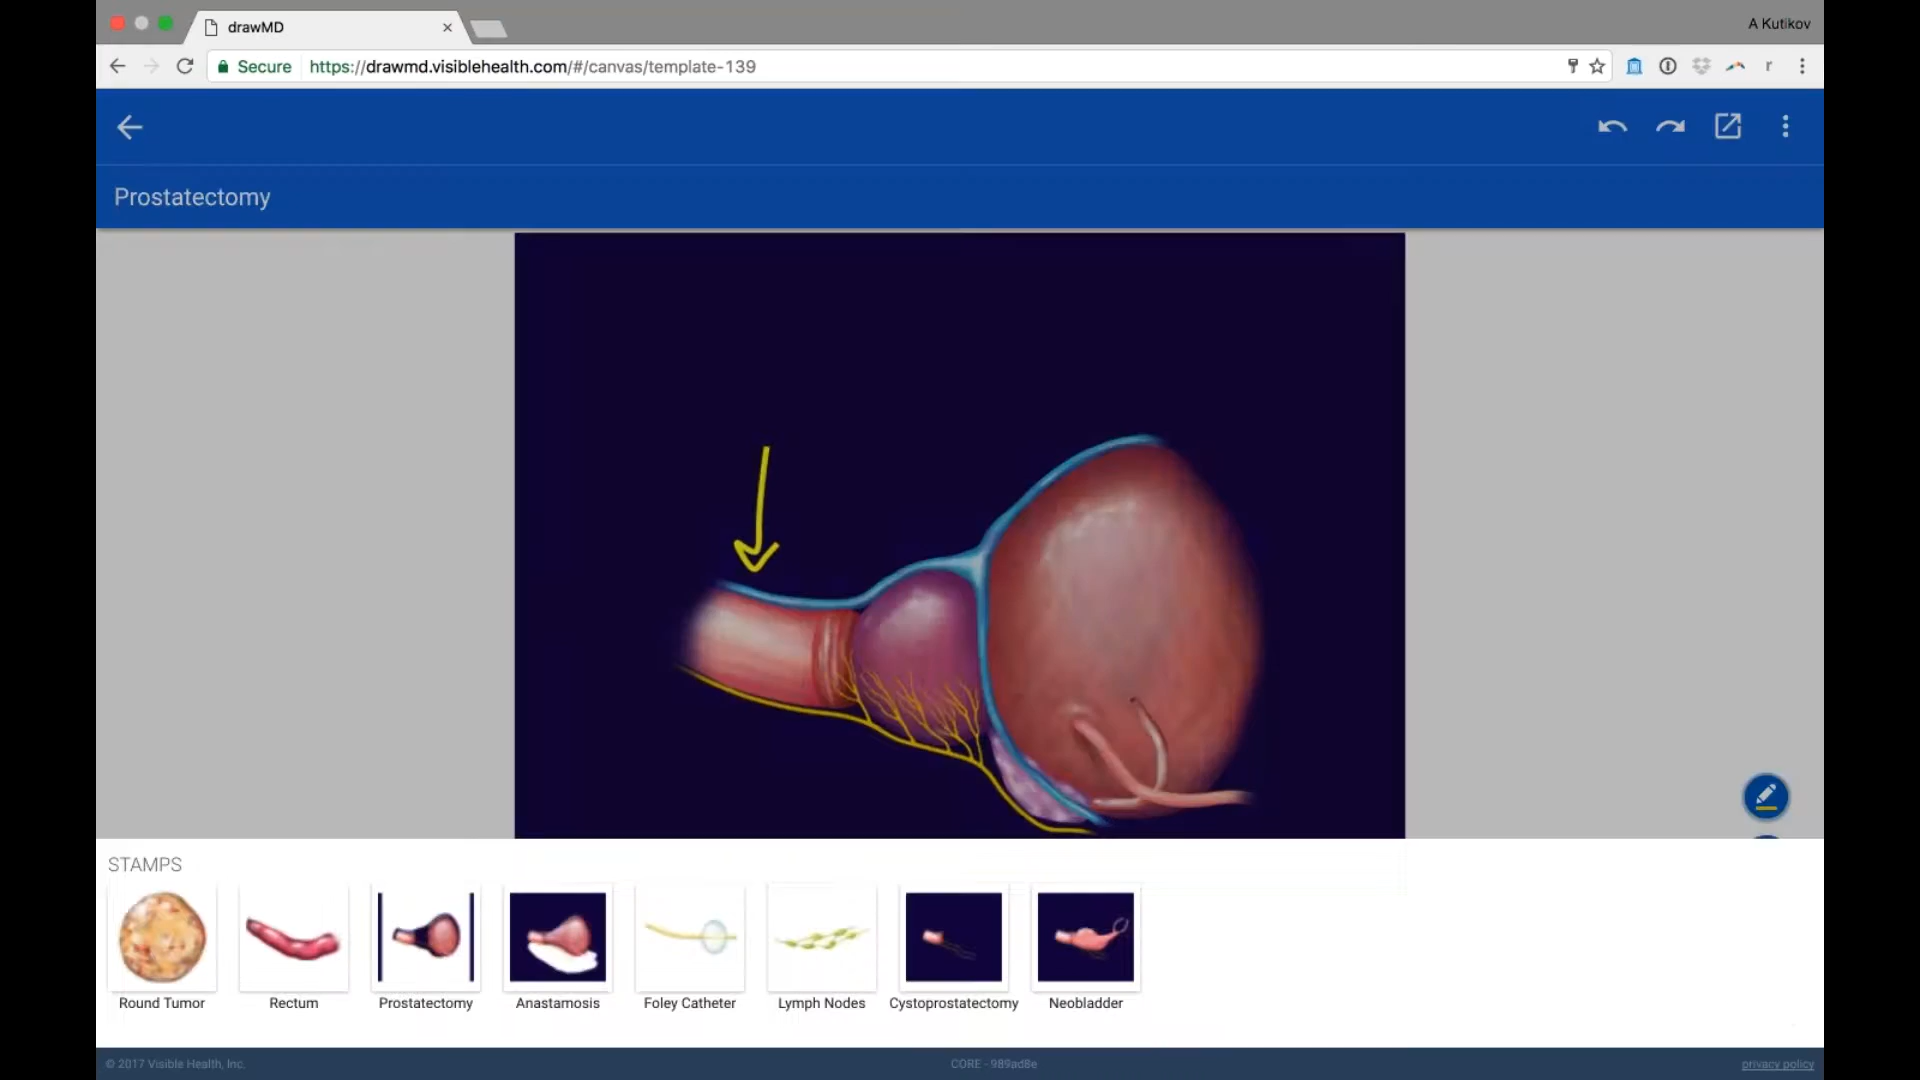 drawMD
A Kutikov
Secure
https://drawmd.visiblehealth.com/#/canvas/template-139
r
Prostatectomy
STAMPS
Round Tumor
Rectum
Prostatectomy
Anastamosis
Foley Catheter
Lymph Nodes
Cystoprostatectomy
Neobladder
© 2017 Visible Health, Inc.
CORE - 989ad8e
privacy policy